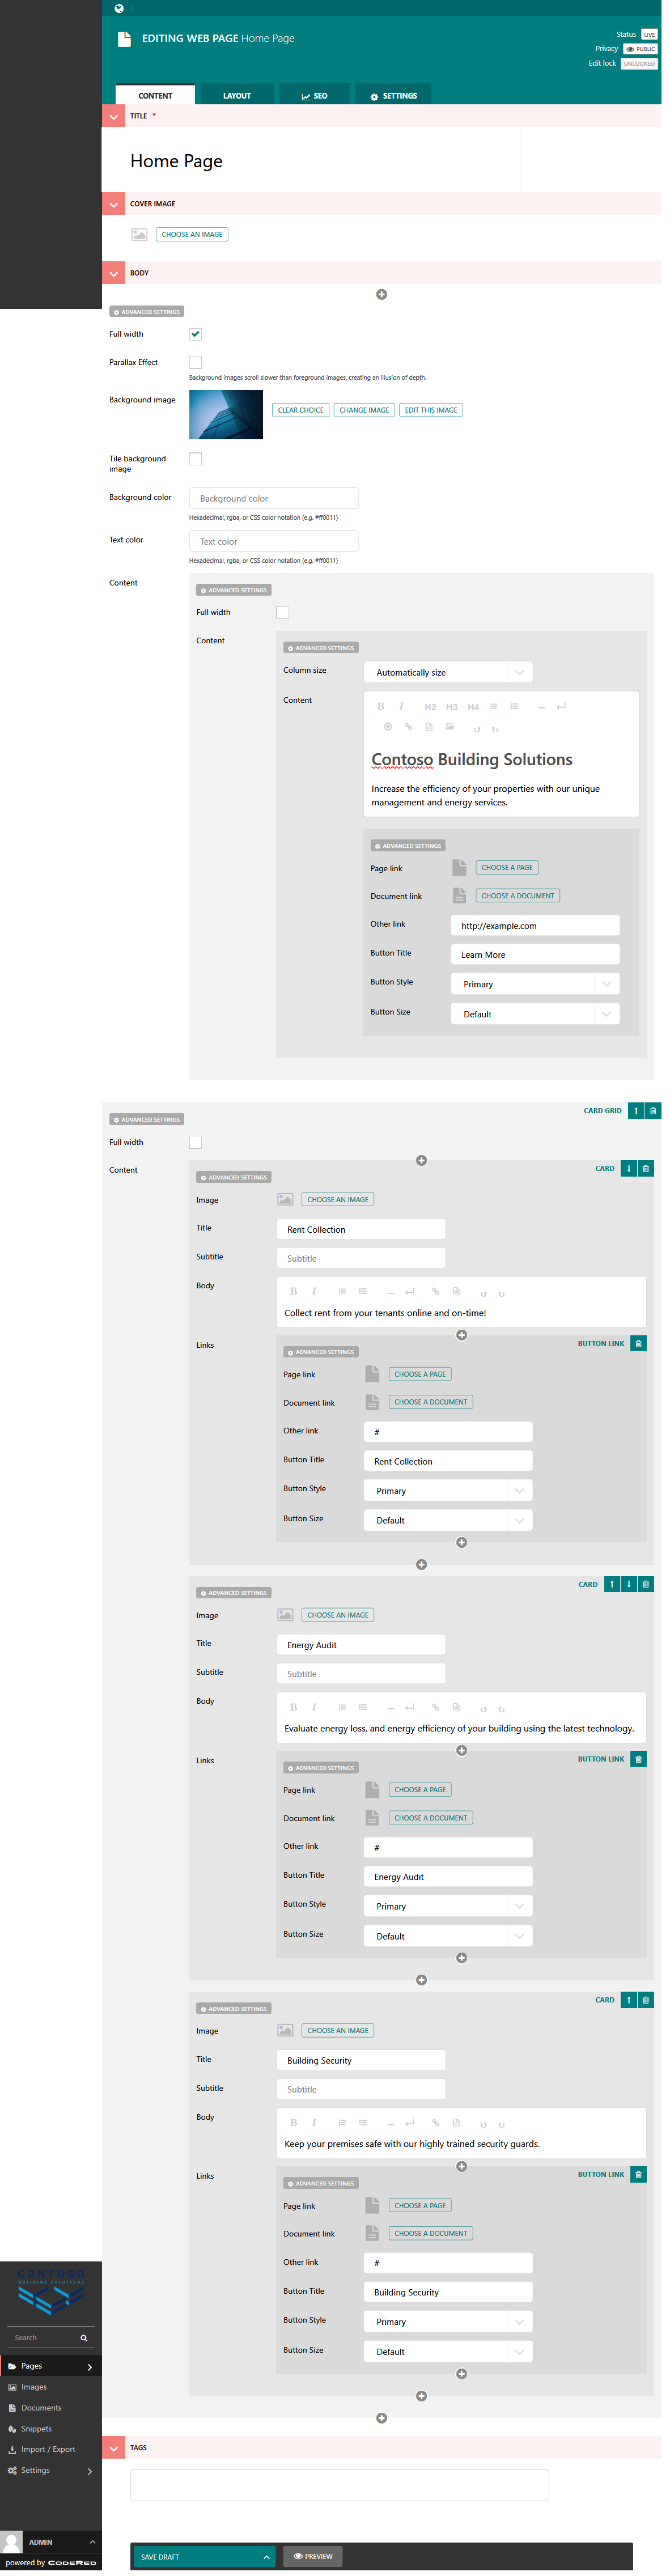 EDITING WEB PAGE Home Page
Status LIVE
Privacy PUBLIC
Edit lock UNLOCKED
CONTENT
LAYOUT
SEO
SETTINGS
TITLE *
Home Page
COVER IMAGE
CHOOSE AN IMAGE
BODY
ADVANCED SETTINGS
Full width
Parallax Effect
Background images scroll slower than foreground images, creating an illusion of depth.
Background image
CLEAR CHOICE
CHANGE IMAGE
EDIT THIS IMAGE
Tile background
image
Background color
Background color
Hexadecimal, rgba, or CSS color notation (e.g. #ff0011)
Text color
Text color
Hexadecimal, rgba, or CSS color notation (e.g. #ff0011)
Content
ADVANCED SETTINGS
Full width
Content
ADVANCED SETTINGS
Column size
Automatically size
Content
B I H2 H3 H4
Contoso Building Solutions
Increase the efficiency of your properties with our unique
management and energy services.
ADVANCED SETTINGS
Page link
CHOOSE A PAGE
Document link
CHOOSE A DOCUMENT
Other link
http://example.com
Button Title
Learn More
Button Style
Primary
Button Size
Default
CARD GRID
ADVANCED SETTINGS
Full width
Content
CARD
ADVANCED SETTINGS
Image
CHOOSE AN IMAGE
Title
Rent Collection
Subtitle
Subtitle
Body
B I
Collect rent from your tenants online and on-time!
Links
BUTTON LINK
ADVANCED SETTINGS
Page link
CHOOSE A PAGE
Document link
CHOOSE A DOCUMENT
Other link
#
Button Title
Rent Collection
Button Style
Primary
Button Size
Default
CARD
ADVANCED SETTINGS
Image
CHOOSE AN IMAGE
Title
Energy Audit
Subtitle
Subtitle
Body
B I
Evaluate energy loss, and energy efficiency of your building using the latest technology.
Links
BUTTON LINK
ADVANCED SETTINGS
Page link
CHOOSE A PAGE
Document link
CHOOSE A DOCUMENT
Other link
#
Button Title
Energy Audit
Button Style
Primary
Button Size
Default
CARD
ADVANCED SETTINGS
Image
CHOOSE AN IMAGE
Title
Building Security
Subtitle
Subtitle
Body
B I
Keep your premises safe with our highly trained security guards.
Links
BUTTON LINK
ADVANCED SETTINGS
Page link
CHOOSE A PAGE
Document link
CHOOSE A DOCUMENT
Other link
#
Button Title
Building Security
Button Style
Primary
Button Size
Default
CONTOSO
BUILDING SOLUTIONS
Search
Pages
Images
Documents
Snippets
Import / Export
Settings
ADMIN
powered by CODERED
TAGS
SAVE DRAFT
PREVIEW